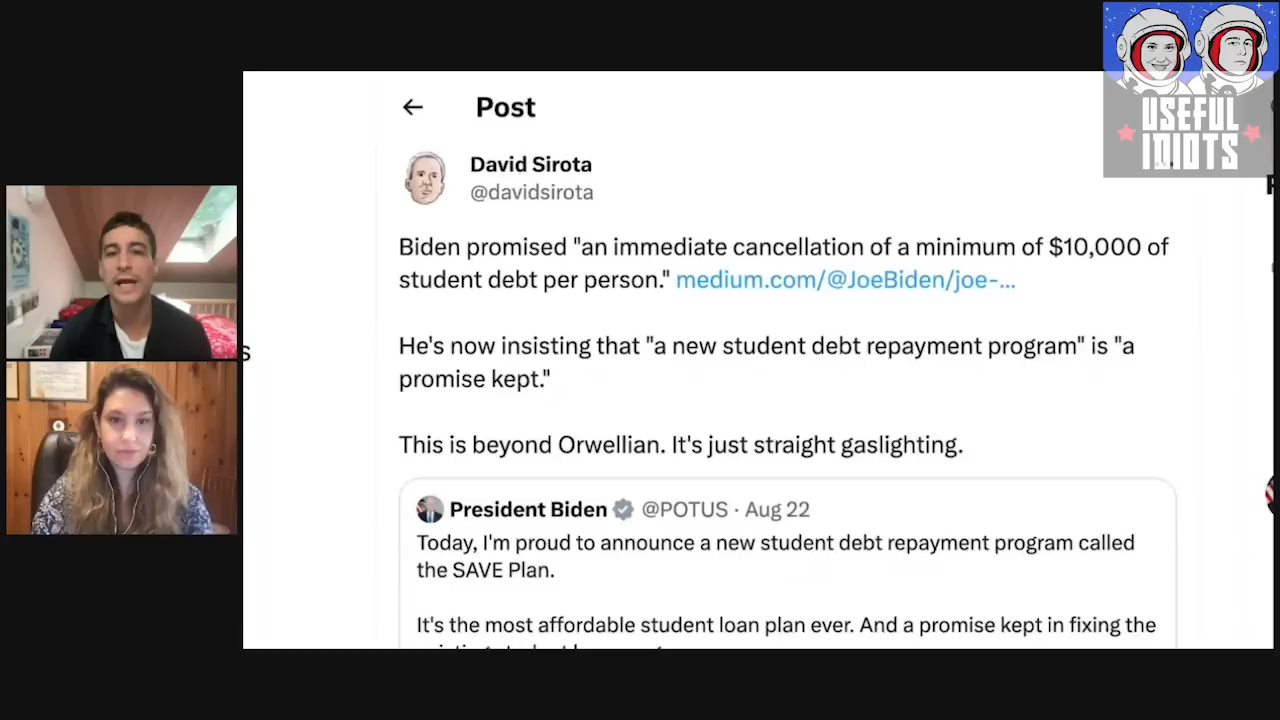 USEFUL
IDIOTS
Post
David Sirota
@davidsirota
Biden promised "an immediate cancellation of a minimum of $10,000 of
student debt per person." medium.com/@JoeBiden/joe-...
He's now insisting that "a new student debt repayment program" is "a
promise kept."
This is beyond Orwellian. It's just straight gaslighting.
President Biden @POTUS · Aug 22
Today, I'm proud to announce a new student debt repayment program called
the SAVE Plan.
It's the most affordable student loan plan ever. And a promise kept in fixing the